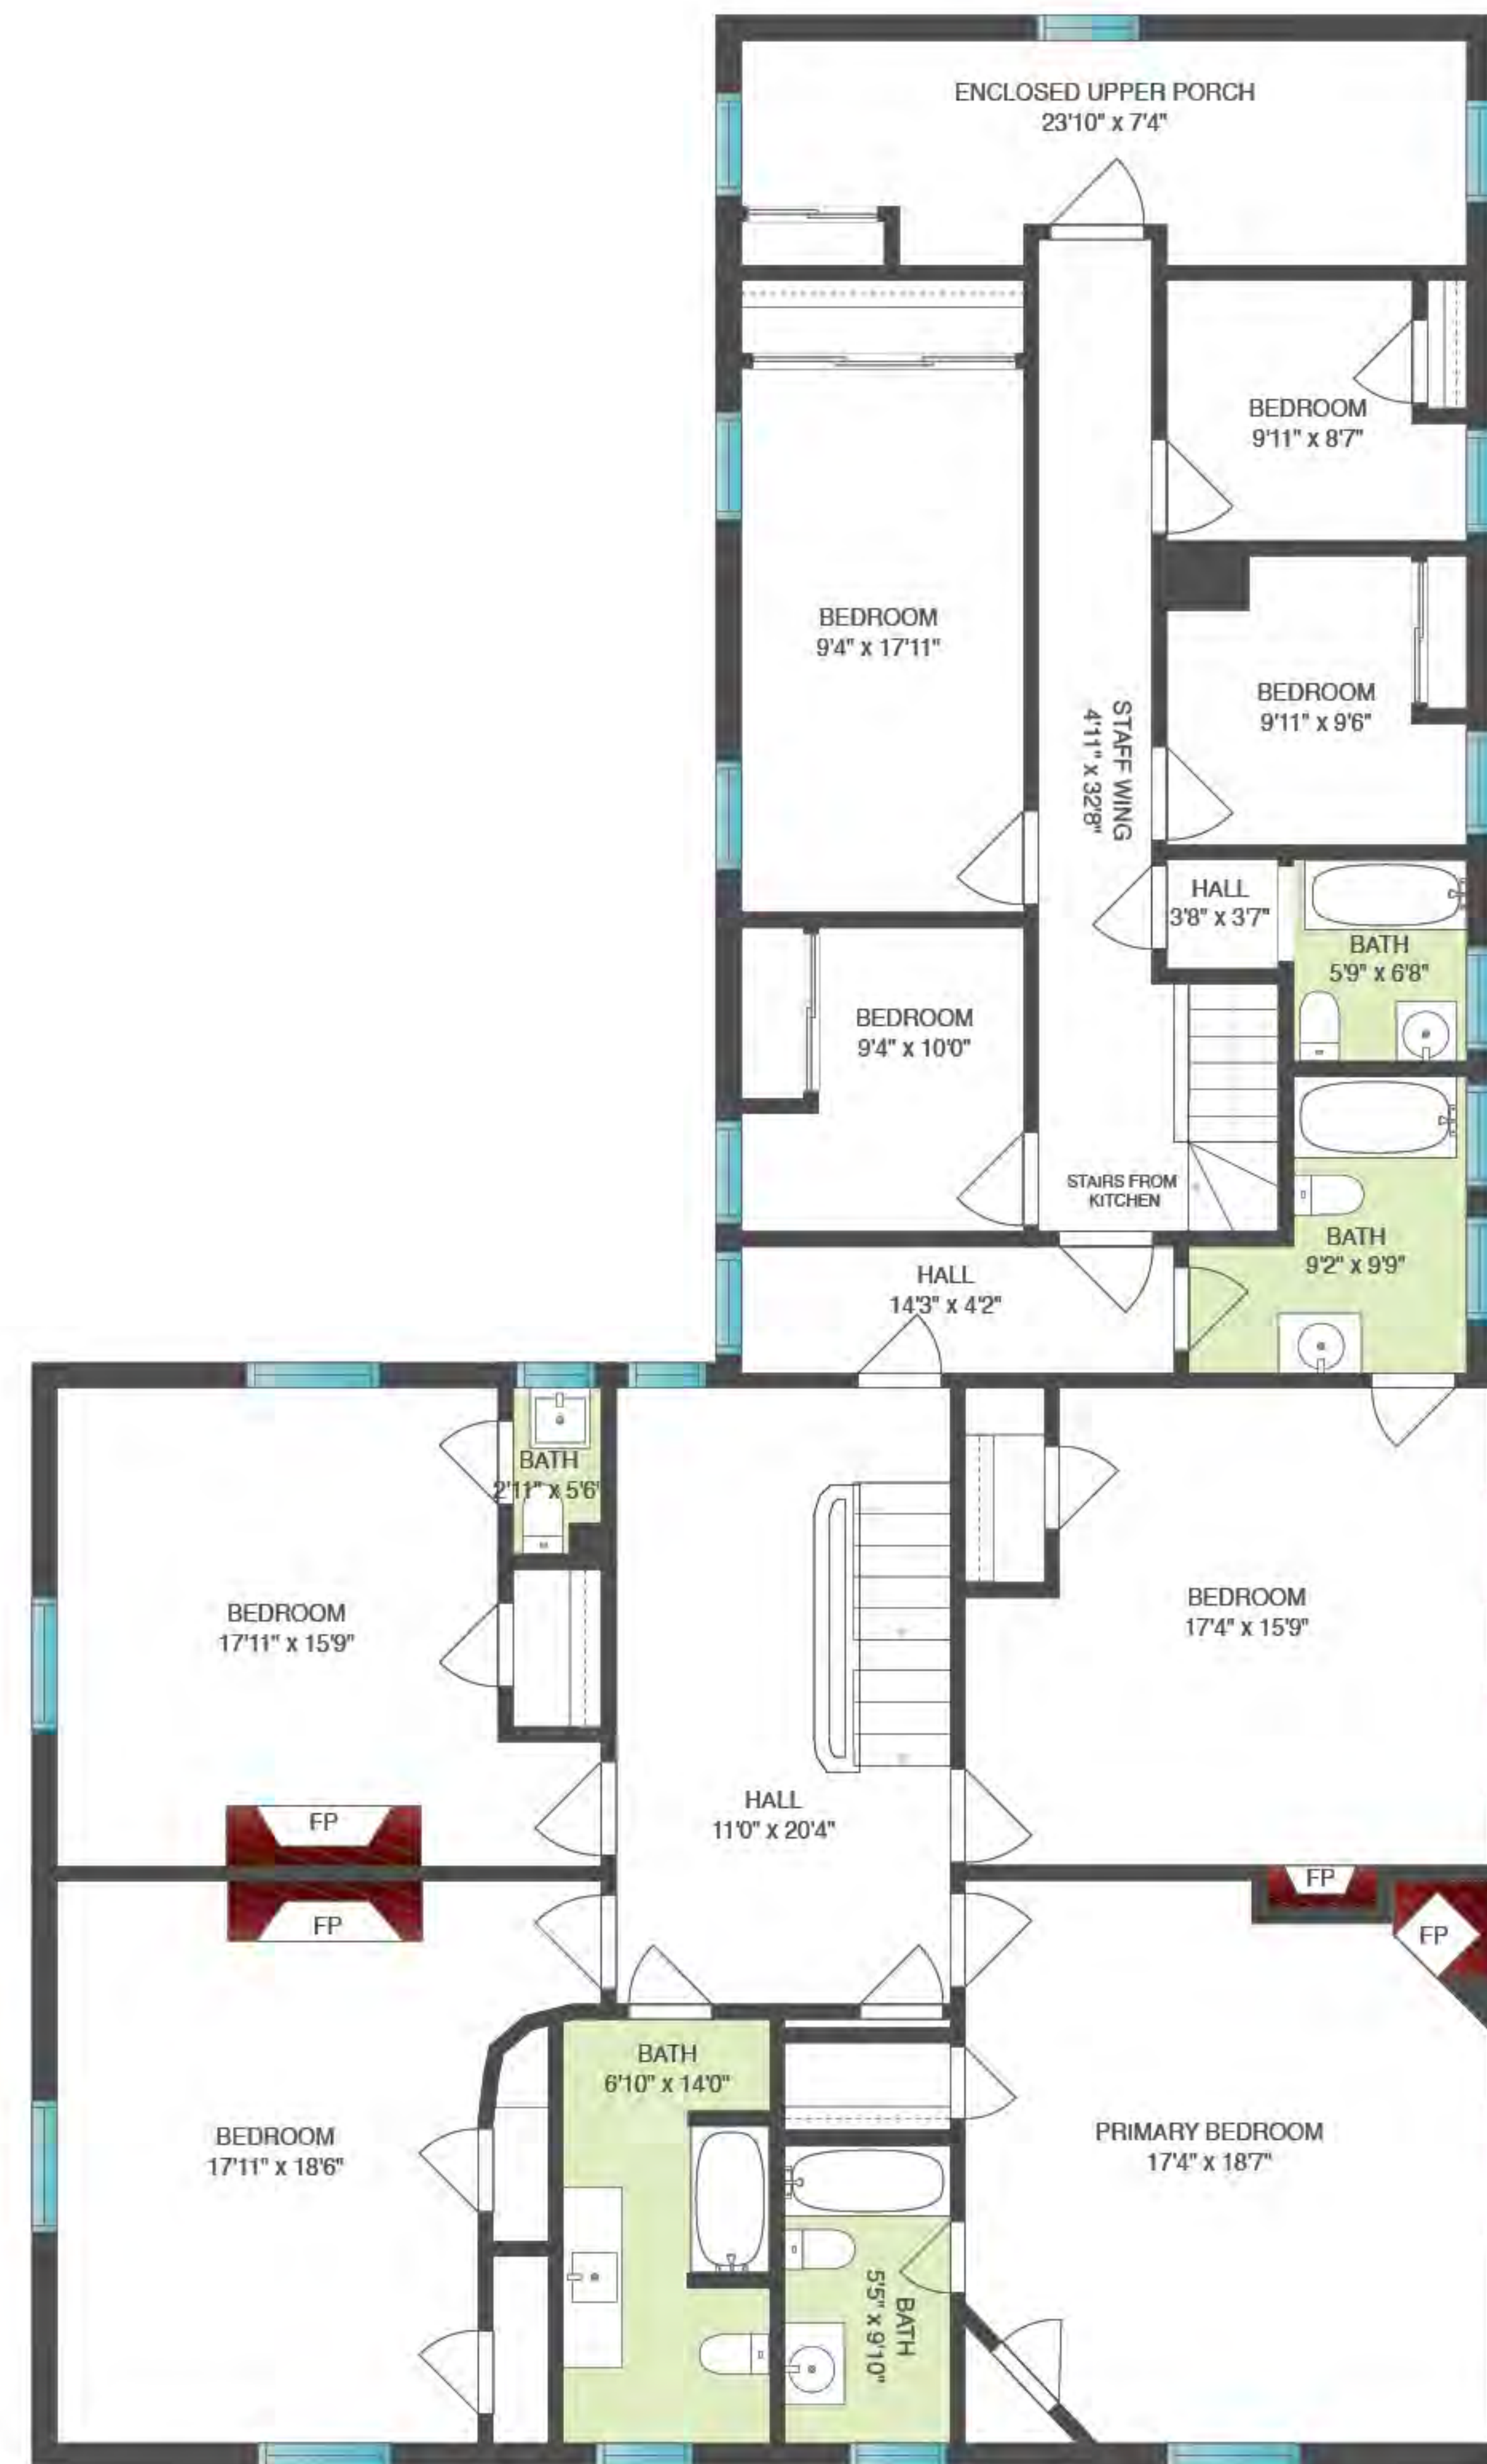 ENCLOSED UPPER PORCH
23'10" x 7'4"
BEDROOM
9'11" x 8'7"
BEDROOM
9'4" x 17'11"
BEDROOM
9'11" x 9'6"
STAFF WING
4'11" x 32'8"
HALL
3'8" x 3'7"
BATH
5'9" x 6'8"
BEDROOM
9'4" x 10'0"
STAIRS FROM
KITCHEN
BATH
9'2" x 9'9"
HALL
14'3" x 4'2"
BATH
2'11" x 5'6'
BEDROOM
17'11" x 15'9"
BEDROOM
17'4" x 15'9"
HALL
11'0" x 20'4"
FP
FP
FP
FP
BATH
6'10" x 14'0"
BEDROOM
17'11" x 18'6"
PRIMARY BEDROOM
17'4" x 18'7"
BATH
5'5" x 9'10"